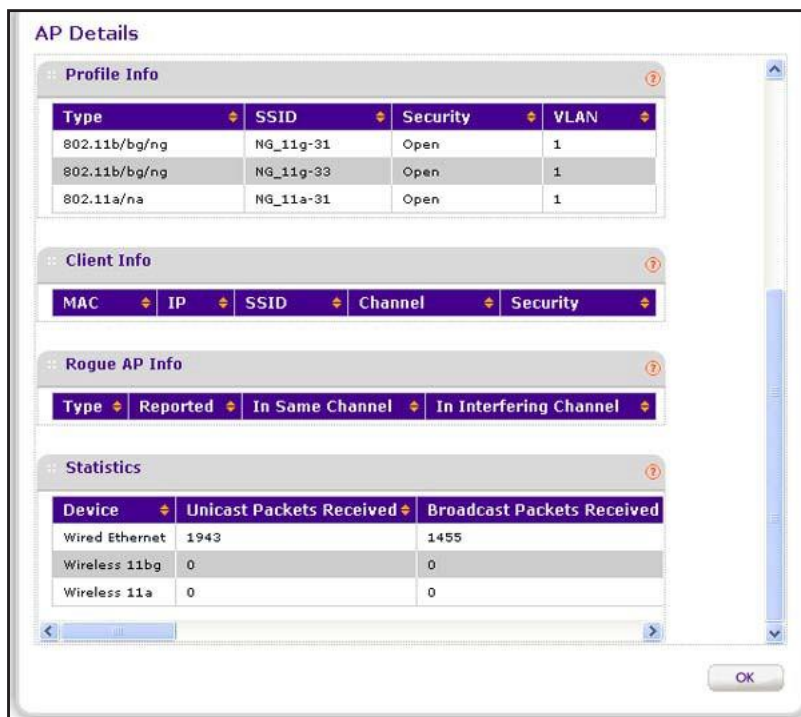 AP Details
Profile Info
Type SSID Security VLAN
802.11b/bg/ng NG_11g-31 Open 1
802.11b/bg/ng NG_11g-33 Open 1
802.11a/na NG_11a-31 Open 1
Client Info
MAC IP SSID Channel Security
Rogue AP Info
Type Reported In Same Channel In Interfering Channel
Statistics
Device Unicast Packets Received Broadcast Packets Received
Wired Ethernet 1943 1455
Wireless 11bg 0 0
Wireless 11a 0 0
OK